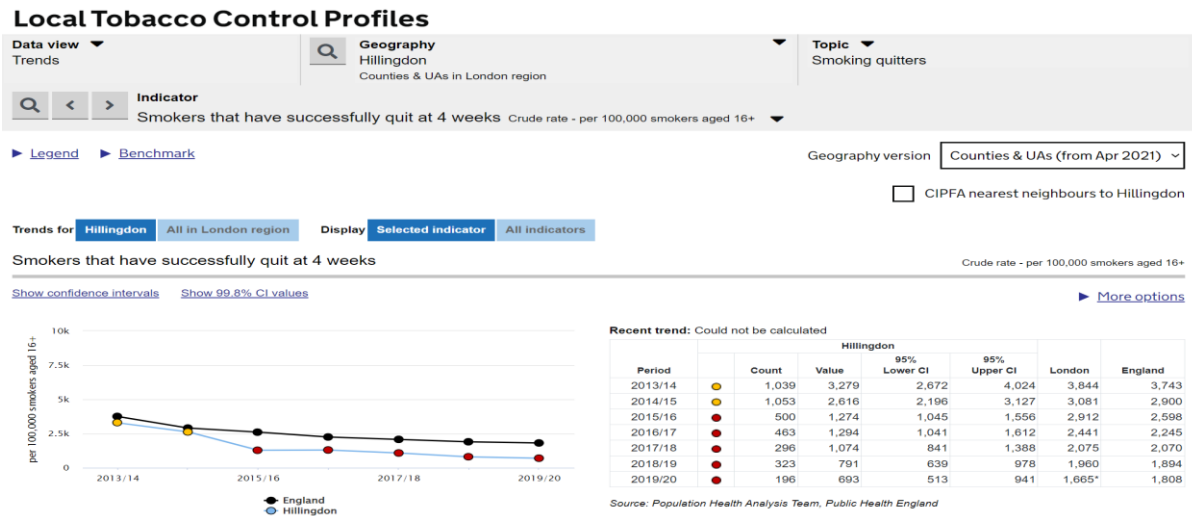 Local Tobacco Control Profiles
Data view
Trends
Geography
Hillingdon
Counties & UAs in London region
Topic
Smoking quitters
Indicator
Smokers that have successfully quit at 4 weeks Crude rate - per 100,000 smokers aged 16+
Legend Benchmark
Geography version Counties & UAs (from Apr 2021)
CIPFA nearest neighbours to Hillingdon
Trends for Hillingdon All in London region Display Selected indicator All indicators
Smokers that have successfully quit at 4 weeks Crude rate - per 100,000 smokers aged 16+
Show confidence intervals Show 99.8% CI values More options
per 100,000 smokers aged 16+
10k
7.5k
5k
2.5k
0
2013/14 2015/16 2017/18 2019/20
England
Hillingdon
Recent trend: Could not be calculated
Hillingdon
Period Count Value 95% Lower CI 95% Upper CI London England
2013/14 1,039 3,279 2,672 4,024 3,844 3,743
2014/15 1,053 2,616 2,196 3,127 3,081 2,900
2015/16 500 1,274 1,045 1,556 2,912 2,598
2016/17 463 1,294 1,041 1,612 2,441 2,245
2017/18 296 1,074 841 1,388 2,075 2,070
2018/19 323 791 639 978 1,960 1,894
2019/20 196 693 513 941 1,665* 1,808
Source: Population Health Analysis Team, Public Health England